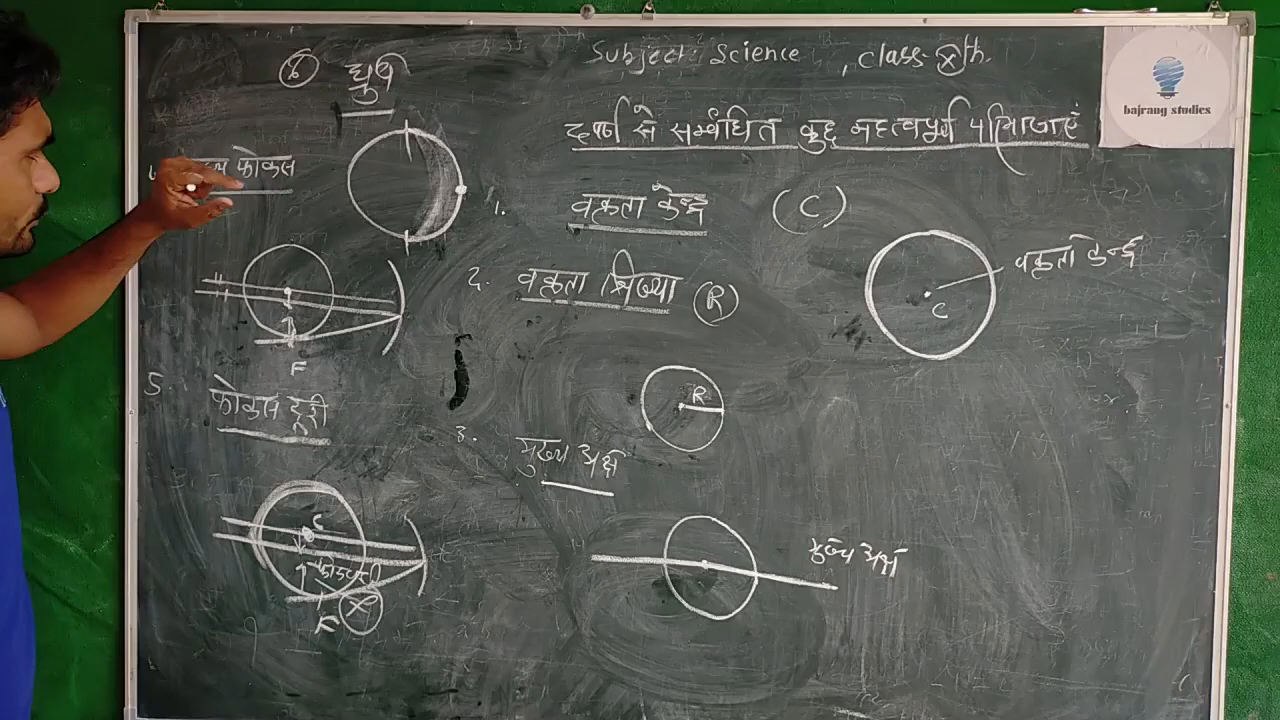 Subject: Science , Class Xth.
bajrang studies
दर्पण से सम्बंधित कुछ महत्वपूर्ण परिभाषाएं
1. वक्रता केन्द्र (C)
वक्रता केन्द्र
C
2. वक्रता त्रिज्या (R)
R
3. मुख्य अक्ष
मुख्य अक्ष
फोकस
F
5. फोकस दूरी
C
F
6 ध्रुव